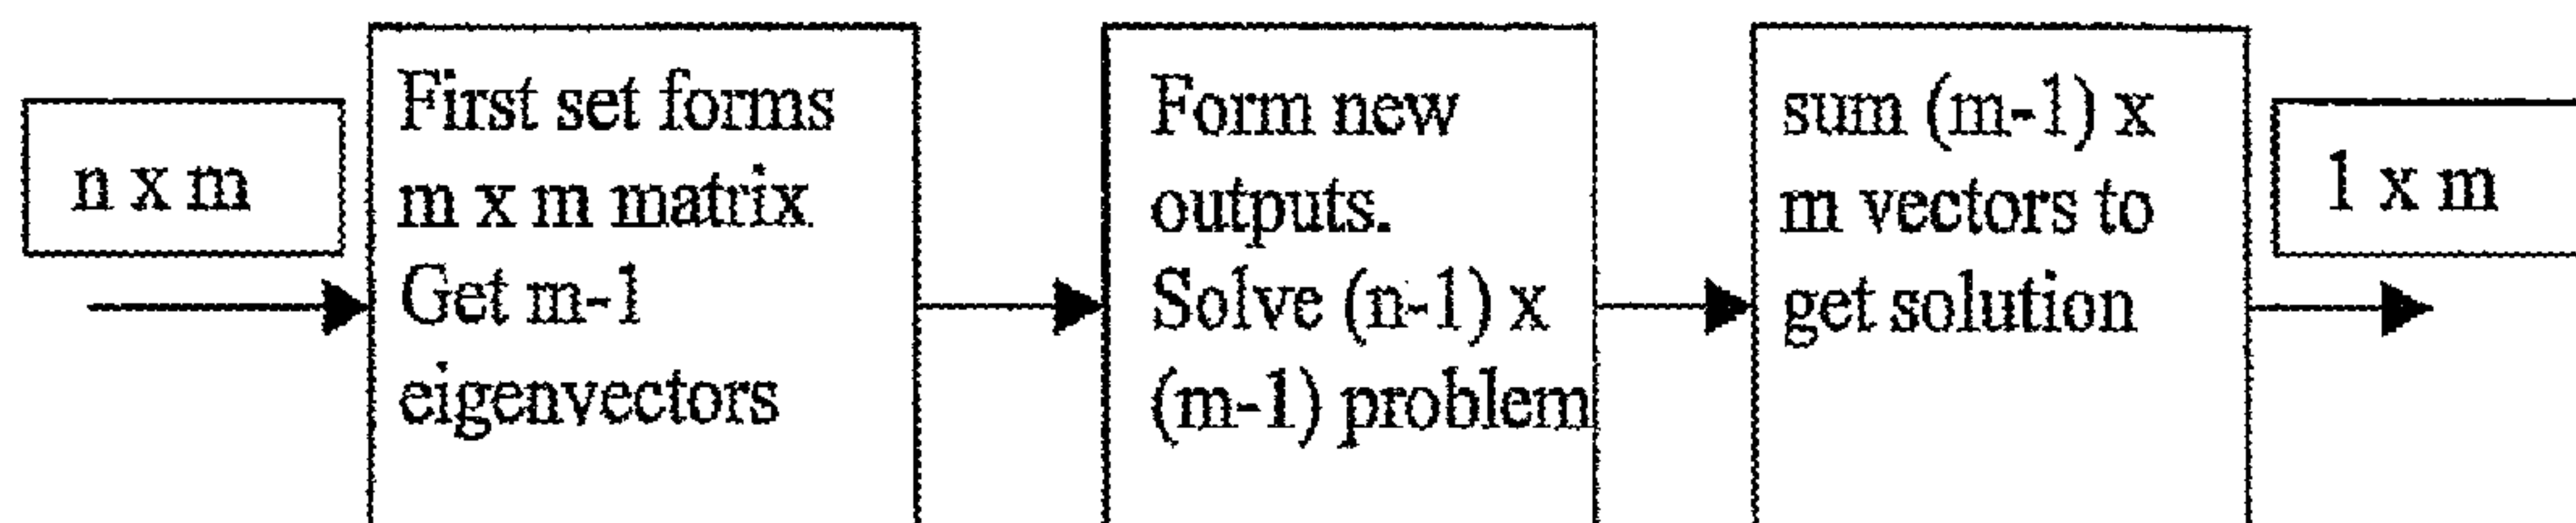 n x m
First set forms
m x m matrix
Get m-1
eigenvectors
Form new
outputs.
Solve (n-1) x
(m-1) problem
sum (m-1) x
m vectors to
get solution
1 x m